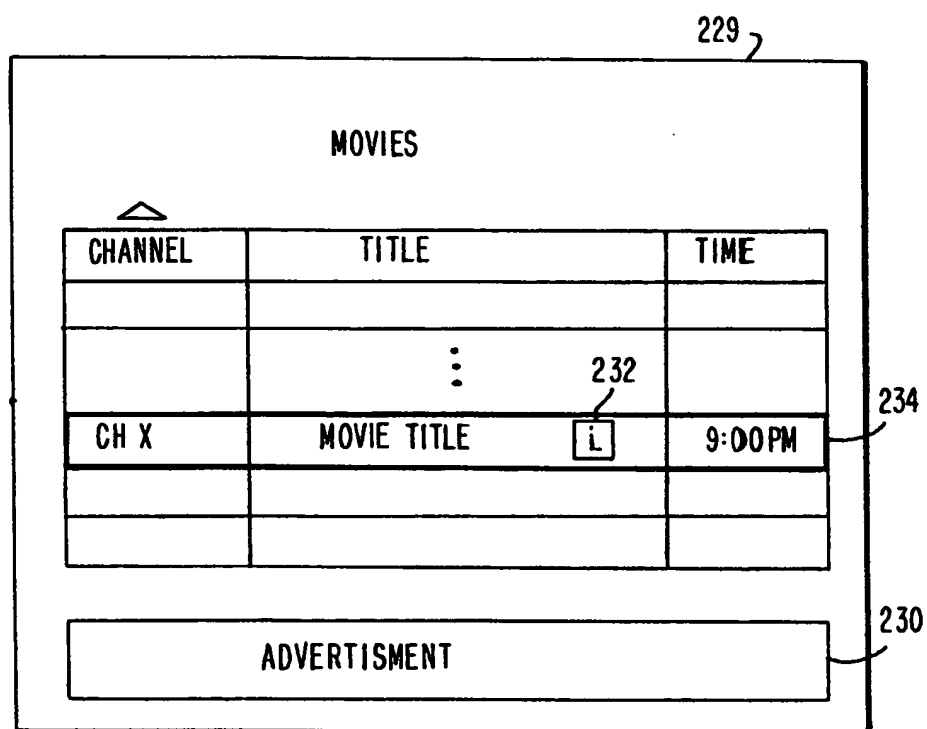 229
MOVIES
CHANNEL TITLE TIME
232
234
CH X MOVIE TITLE i 9:00PM
230
ADVERTISMENT